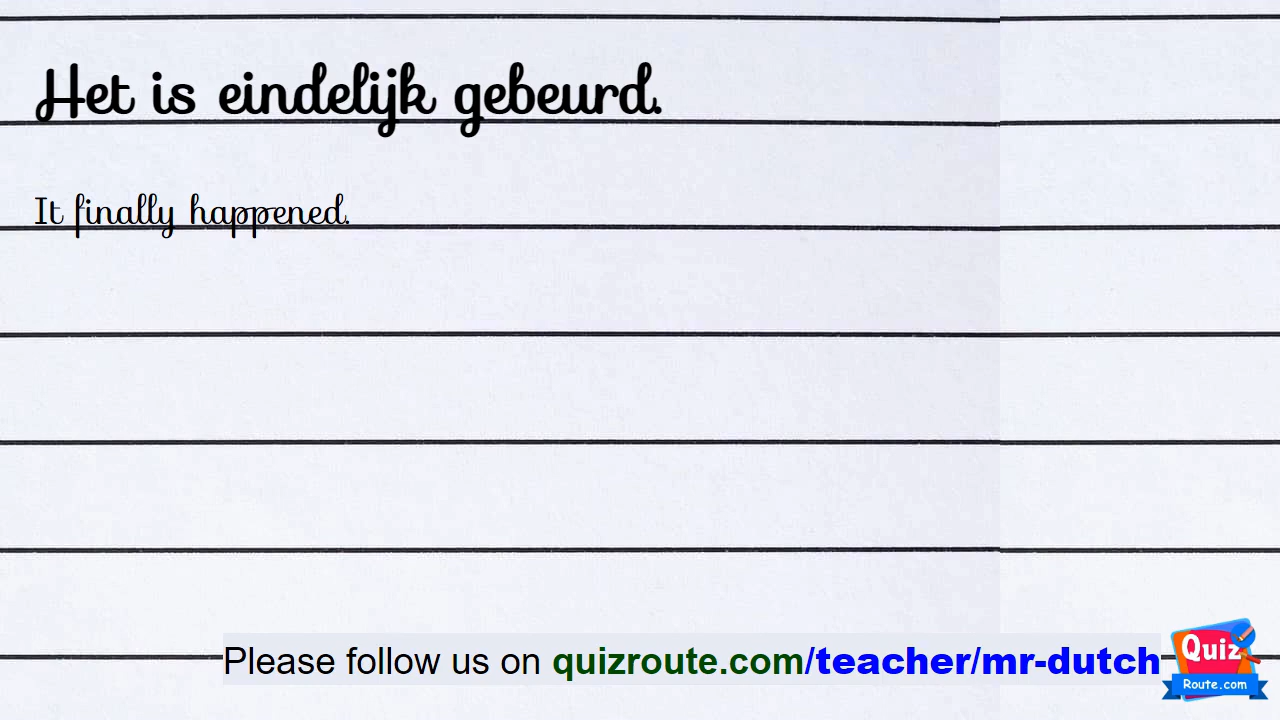 Het is eindelijk gebeurd.
It finally happened.
Please follow us on quizroute.com/teacher/mr-dutch
Quiz
Route.com